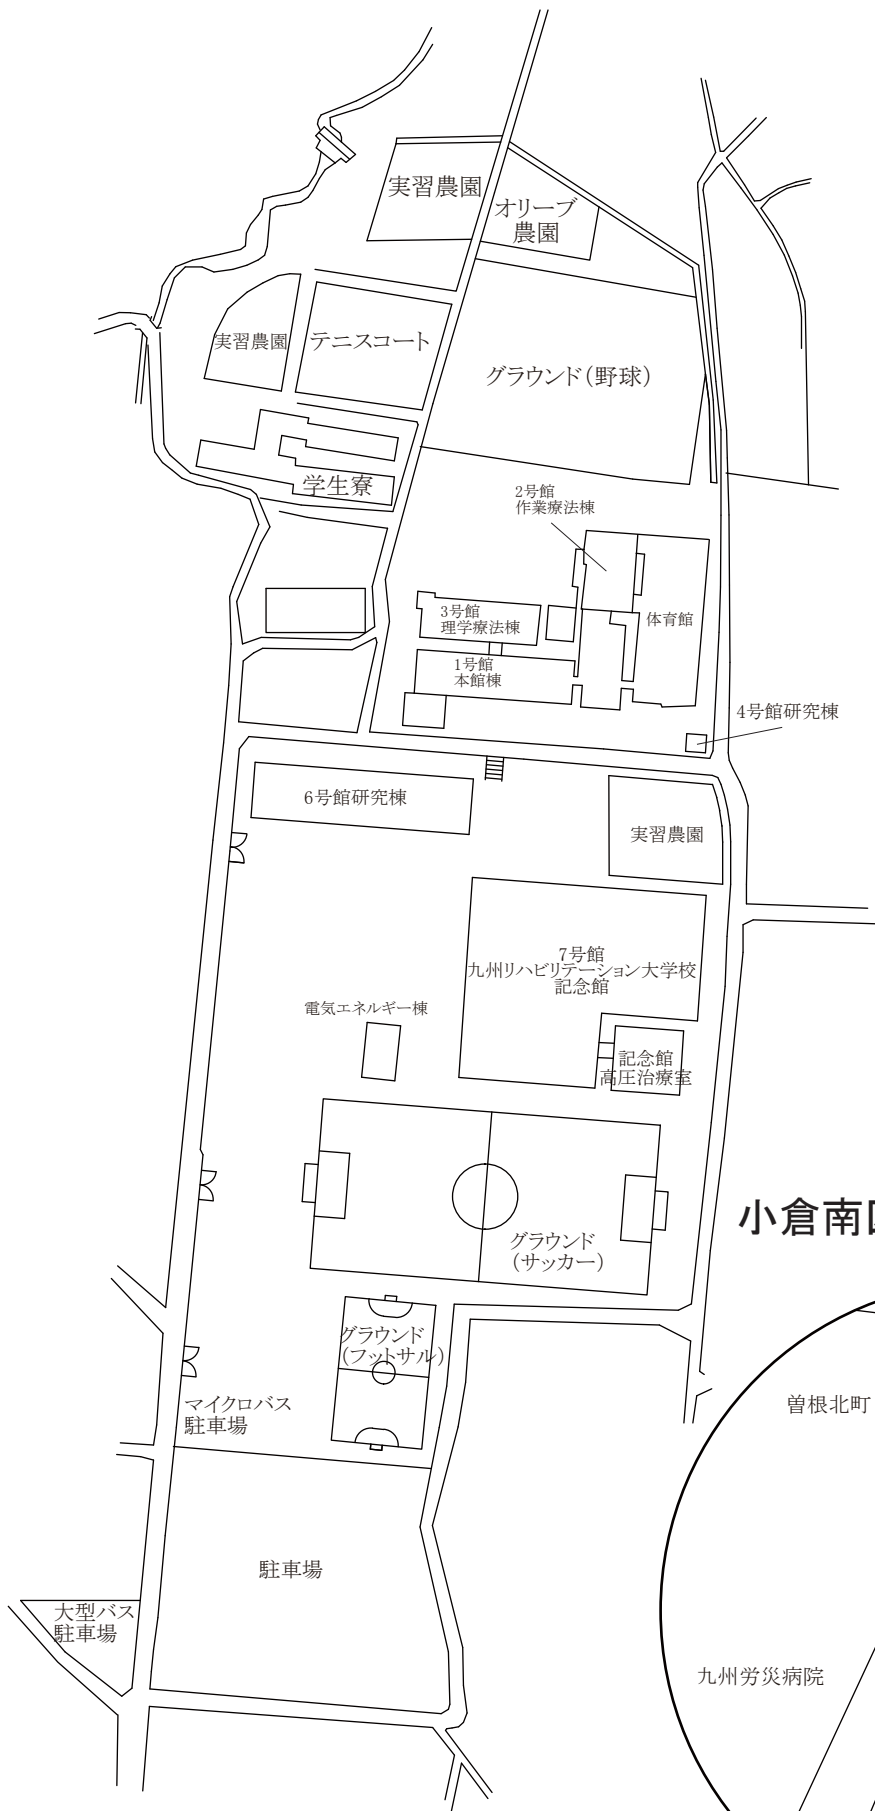 実習農園
オリーブ
農園
実習農園
テニスコート
グラウンド（野球）
学生寮
2号館
作業療法棟
3号館
理学療法棟
体育館
1号館
本館棟
4号館研究棟
6号館研究棟
実習農園
7号館
九州リハビリテーション大学校
記念館
電気エネルギー棟
記念館
高圧治療室
小倉南
グラウンド
（サッカー）
グラウンド
（フットサル）
マイクロバス
駐車場
曽根北町
駐車場
大型バス
駐車場
九州労災病院